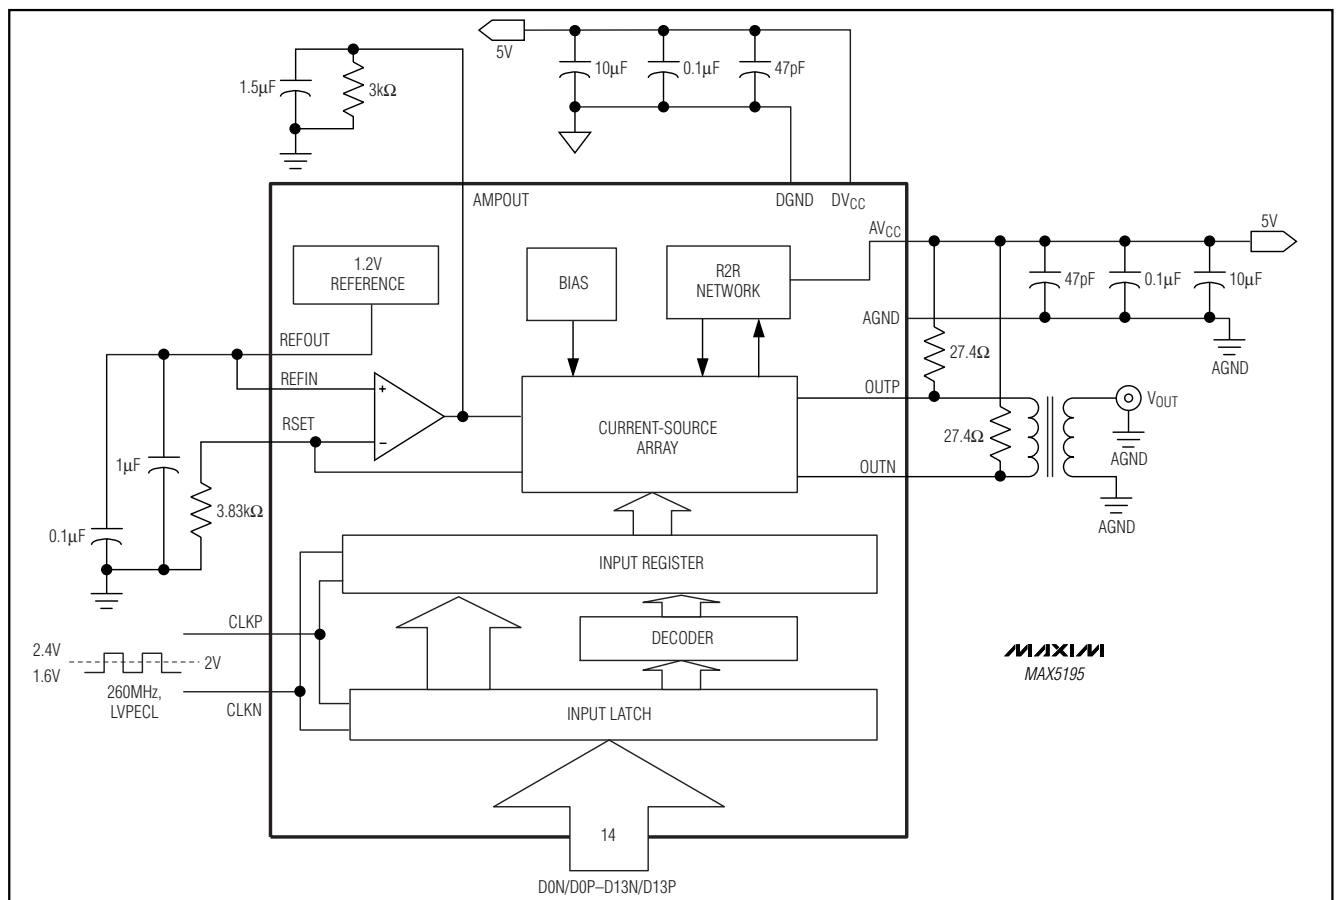 5V
10µF
0.1µF
47pF
1.5µF
3kΩ
AMPOUT
DGND
DVCC
5V
AVCC
1.2V
REFERENCE
BIAS
R2R
NETWORK
47pF
0.1µF
10µF
AGND
AGND
REFOUT
27.4Ω
REFIN
+
OUTP
VOUT
RSET
−
CURRENT-SOURCE
ARRAY
27.4Ω
AGND
1µF
OUTN
3.83kΩ
AGND
0.1µF
INPUT REGISTER
CLKP
DECODER
2.4V
2V
1.6V
MAXIM
MAX5195
260MHz,
LVPECL
CLKN
INPUT LATCH
14
D0N/D0P–D13N/D13P